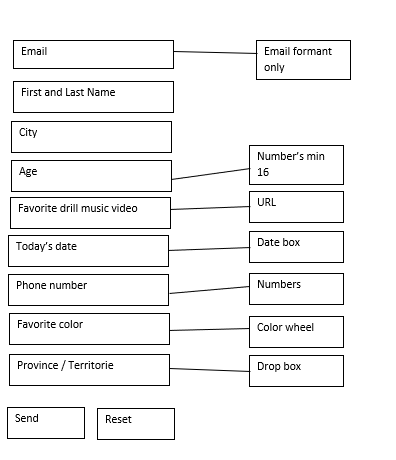 Email
Email formant
only
First and Last Name
City
Age
Number's min
16
Favorite drill music video
URL
Today's date
Date box
Phone number
Numbers
Favorite color
Color wheel
Province / Territorie
Drop box
Send
Reset